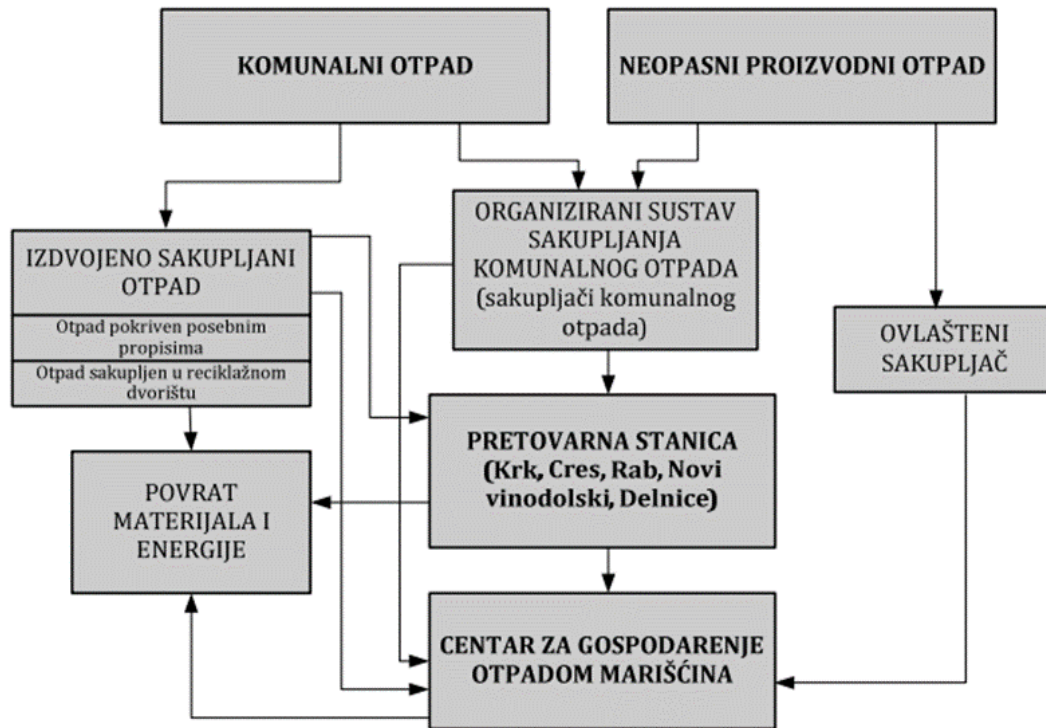 KOMUNALNI OTPAD
NEOPASNI PROIZVODNI OTPAD
IZDVOJENO SAKUPLJANI
OTPAD
Otpad pokriven posebnim
propisima
Otpad sakupljen u reciklažnom
dvorištu
ORGANIZIRANI SUSTAV
SAKUPLJANJA
KOMUNALNOG OTPADA
(sakupljači komunalnog
otpada)
OVLAŠTENI
SAKUPLJAČ
PRETOVARNA STANICA
(Krk, Cres, Rab, Novi
vinodolski, Delnice)
POVRAT
MATERIJALA I
ENERGIJE
CENTAR ZA GOSPODARENJE
OTPADOM MARIŠĆINA